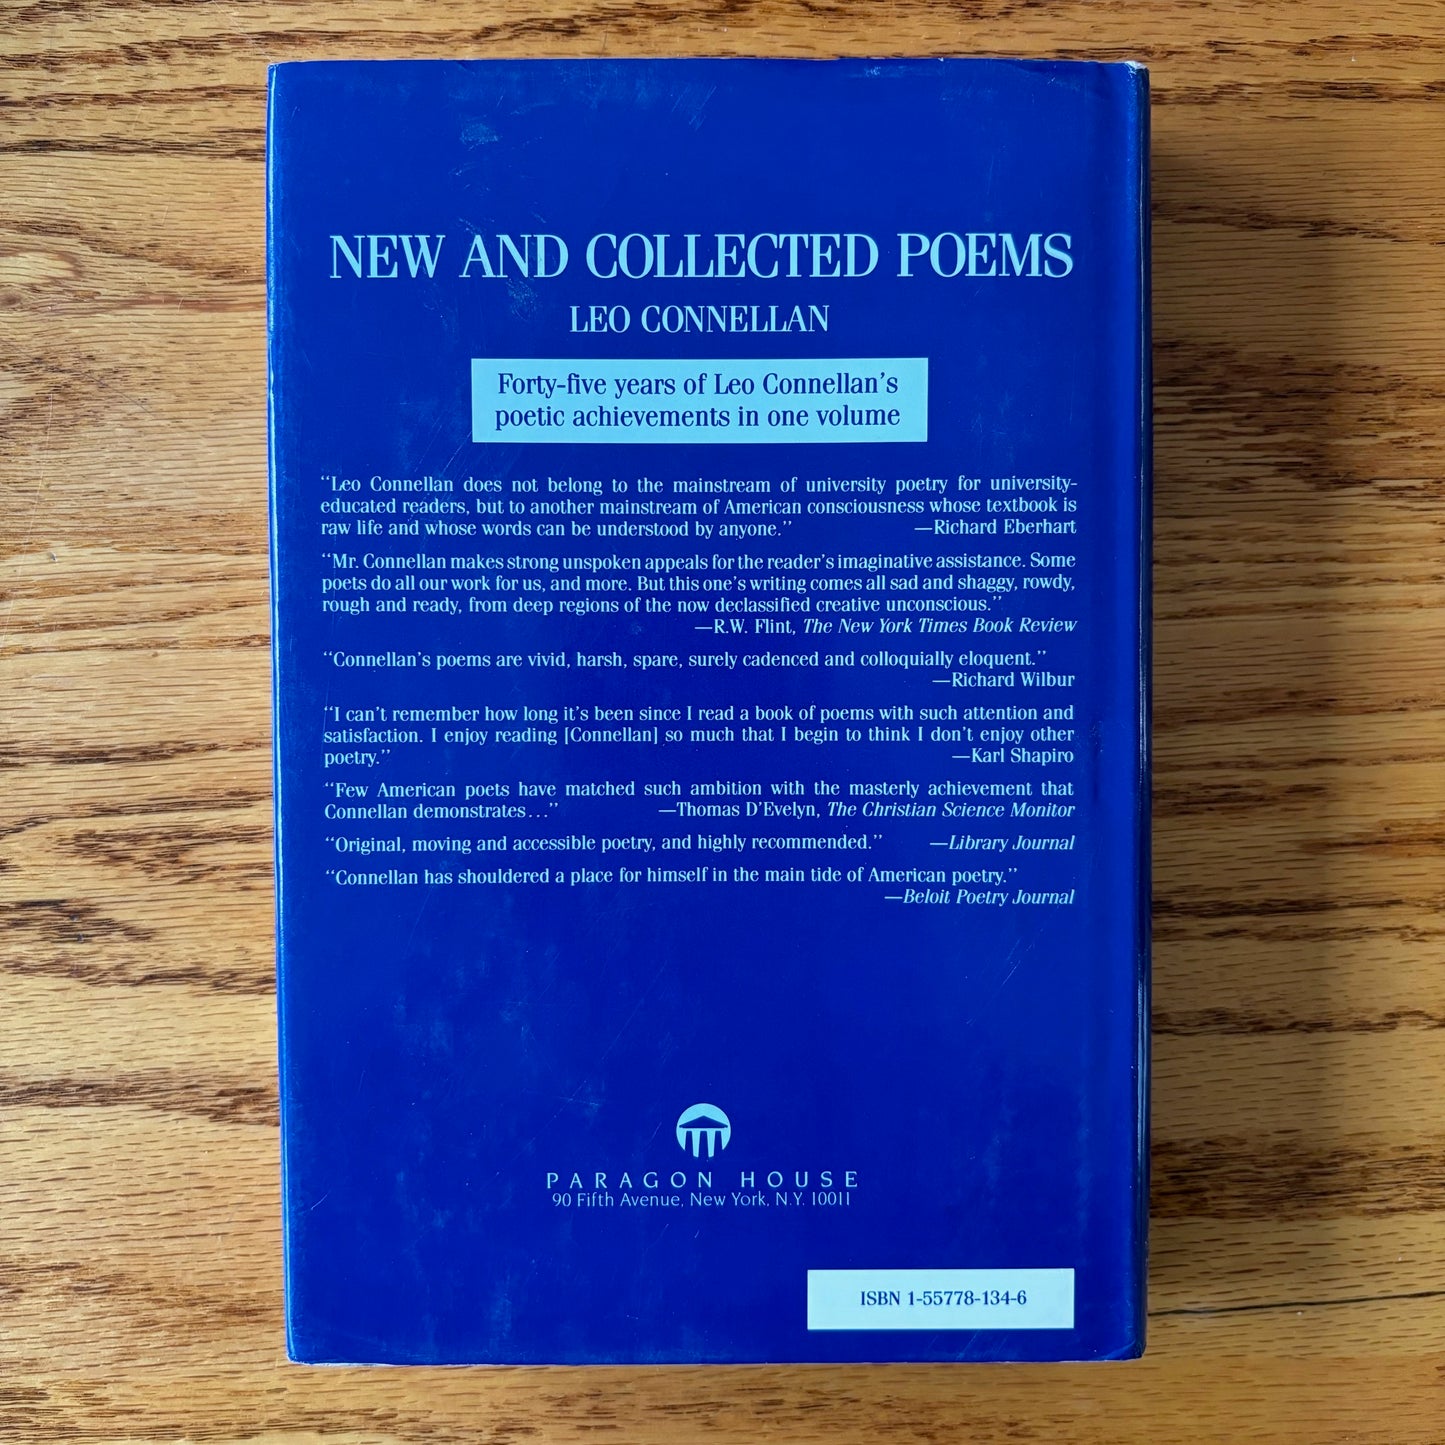 NEW AND COLLECTED POEMS
LEO CONNELLAN
Forty-five years of Leo Connellan's
poetic achievements in one volume
"Leo Connellan does not belong to the mainstream of university poetry for university-
educated readers, but to another mainstream of American consciousness whose textbook is
raw life and whose words can be understood by anyone." —Richard Eberhart
"Mr. Connellan makes strong unspoken appeals for the reader's imaginative assistance. Some
poets do all our work for us, and more. But this one's writing comes all sad and shaggy, rowdy,
rough and ready, from deep regions of the now declassified creative unconscious."
—R.W. Flint, The New York Times Book Review
"Connellan's poems are vivid, harsh, spare, surely cadenced and colloquially eloquent."
—Richard Wilbur
"I can't remember how long it's been since I read a book of poems with such attention and
satisfaction. I enjoy reading [Connellan] so much that I begin to think I don't enjoy other
poetry." —Karl Shapiro
"Few American poets have matched such ambition with the masterly achievement that
Connellan demonstrates..." —Thomas D'Evelyn, The Christian Science Monitor
"Original, moving and accessible poetry, and highly recommended." —Library Journal
"Connellan has shouldered a place for himself in the main tide of American poetry."
—Beloit Poetry Journal
PARAGON HOUSE
90 Fifth Avenue, New York, N.Y. 10011
ISBN 1-55778-134-6